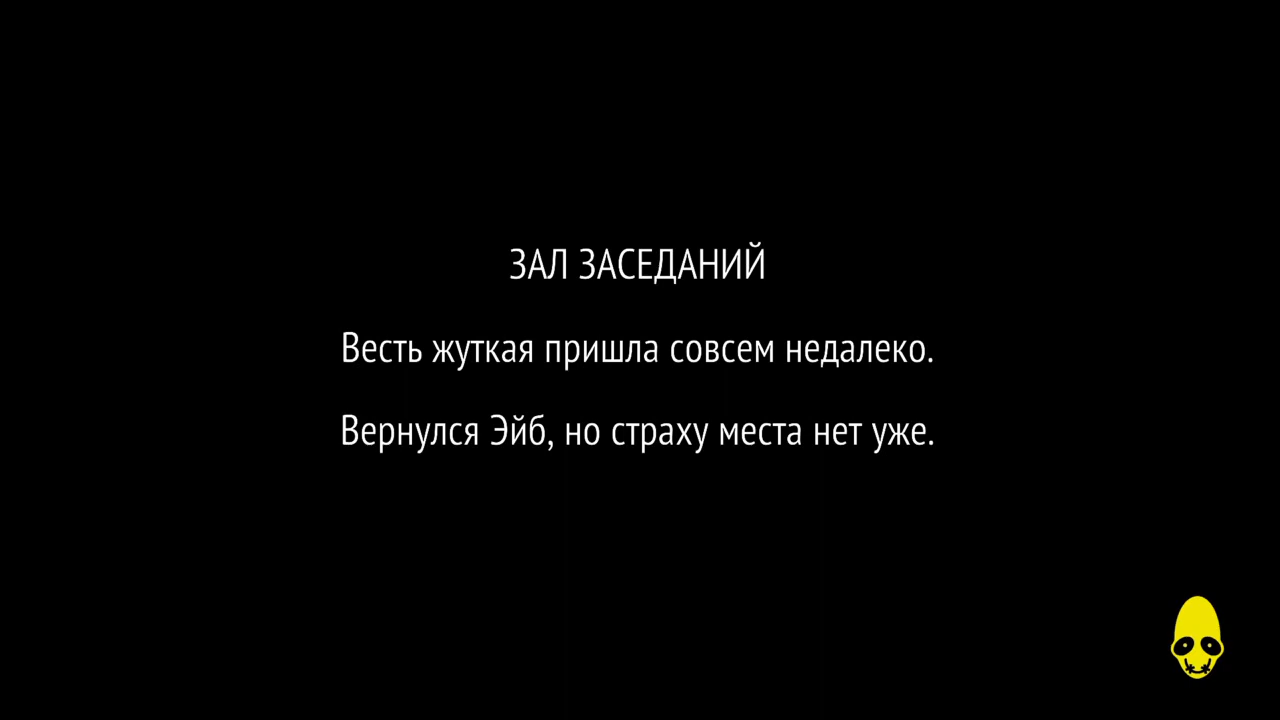 ЗАЛ ЗАСЕДАНИЙ
Весть жуткая пришла совсем недалеко.
Вернулся Эйб, но страху места нет уже.